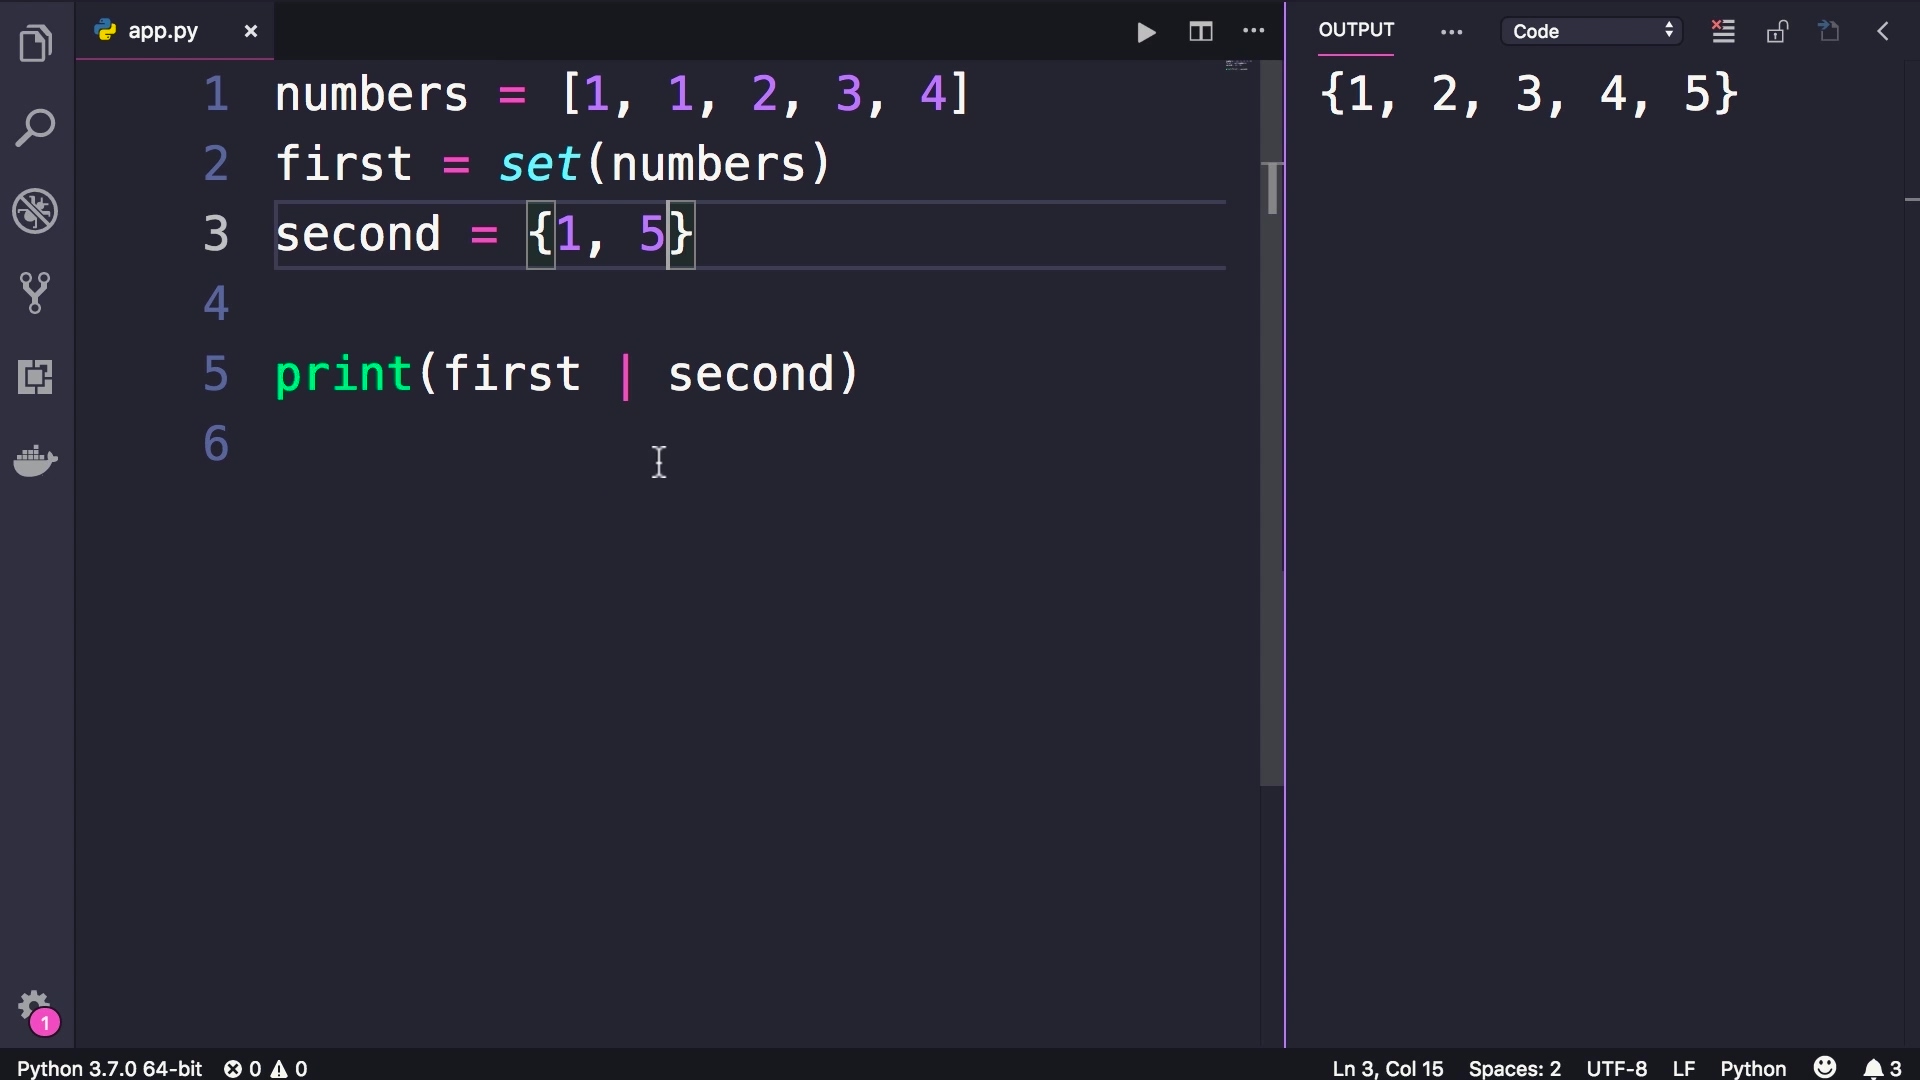 app.py ×
OUTPUT ... Code
1 numbers = [1, 1, 2, 3, 4]
2 first = set(numbers)
3 second = {1, 5}
4
5 print(first | second)
6
{1, 2, 3, 4, 5}
1
Python 3.7.0 64-bit 0 0 Ln 3, Col 15 Spaces: 2 UTF-8 LF Python 3